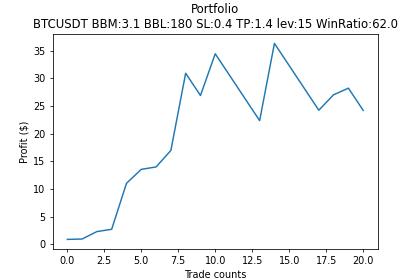 Portfolio
BTCUSDT BBM:3.1 BBL:180 SL:0.4 TP:1.4 lev:15 WinRatio:62.0
35
30
25
20
15
10
5
0
Profit ($)
0.0 2.5 5.0 7.5 10.0 12.5 15.0 17.5 20.0
Trade counts